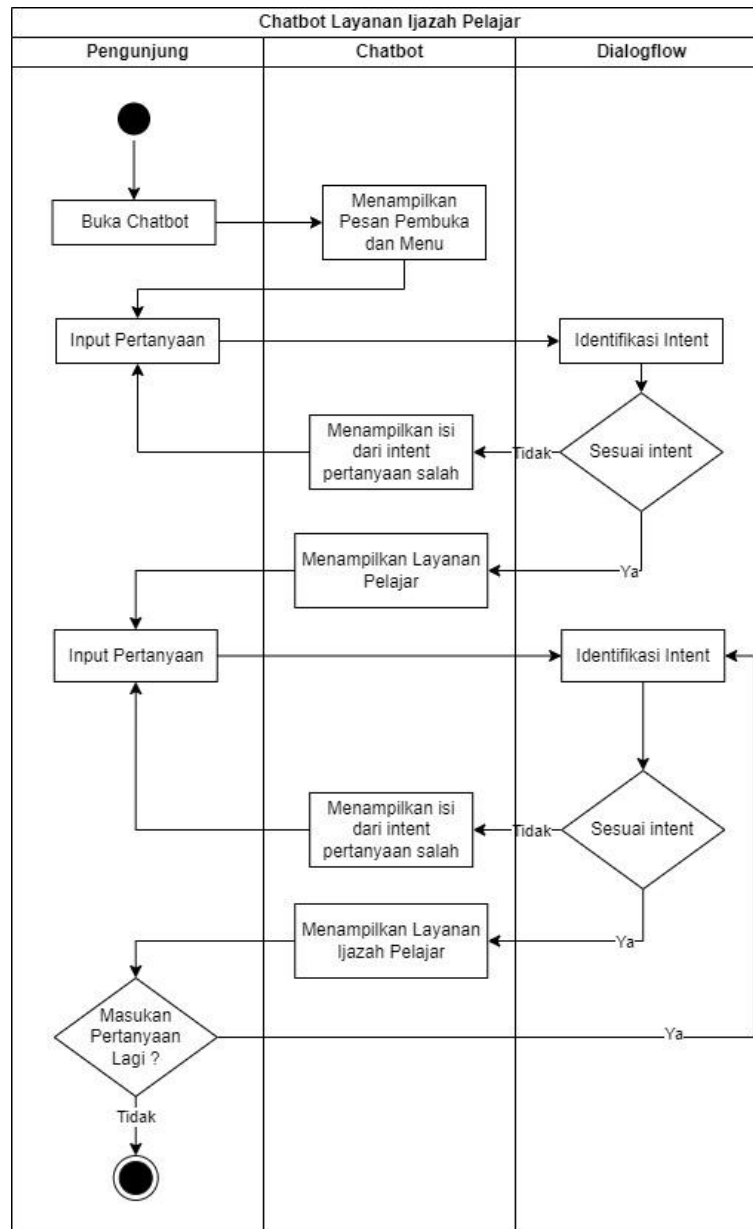 Chatbot Layanan Ijazah Pelajar
Pengunjung
Chatbot
Dialogflow
Buka Chatbot
Menampilkan
Pesan Pembuka
dan Menu
Input Pertanyaan
Identifikasi Intent
Sesuai intent
Tidak
Menampilkan isi
dari intent
pertanyaan salah
Ya
Menampilkan Layanan
Pelajar
Input Pertanyaan
Identifikasi Intent
Sesuai intent
Tidak
Menampilkan isi
dari intent
pertanyaan salah
Ya
Menampilkan Layanan
Ijazah Pelajar
Masukan
Pertanyaan
Lagi ?
Ya
Tidak